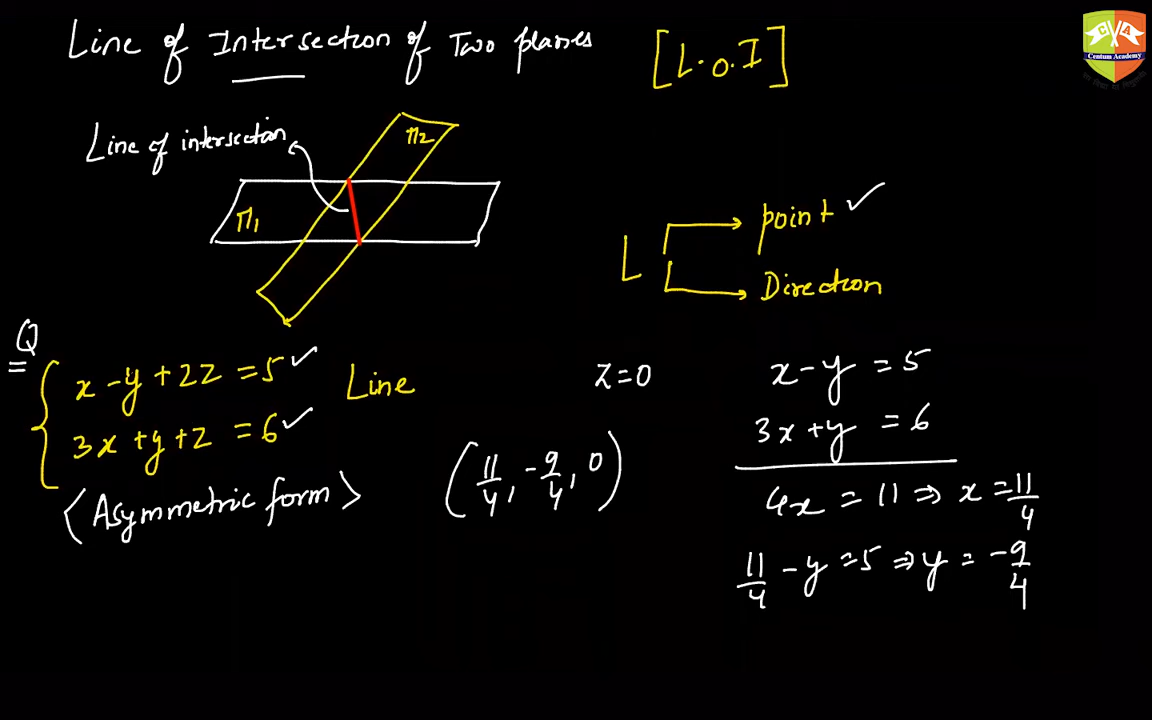 Line of Intersection of Two planes [L.O.I]
Line of intersection
π2
π1
L
point ✓
Direction
Q
=
x - y + 2z = 5 ✓
3x + y + z = 6 ✓
Line
<Asymmetric form>
z = 0
(11/4, -9/4, 0)
x - y = 5
3x + y = 6
4x = 11 ⇒ x = 11/4
11/4 - y = 5 ⇒ y = -9/4
Centum Academy